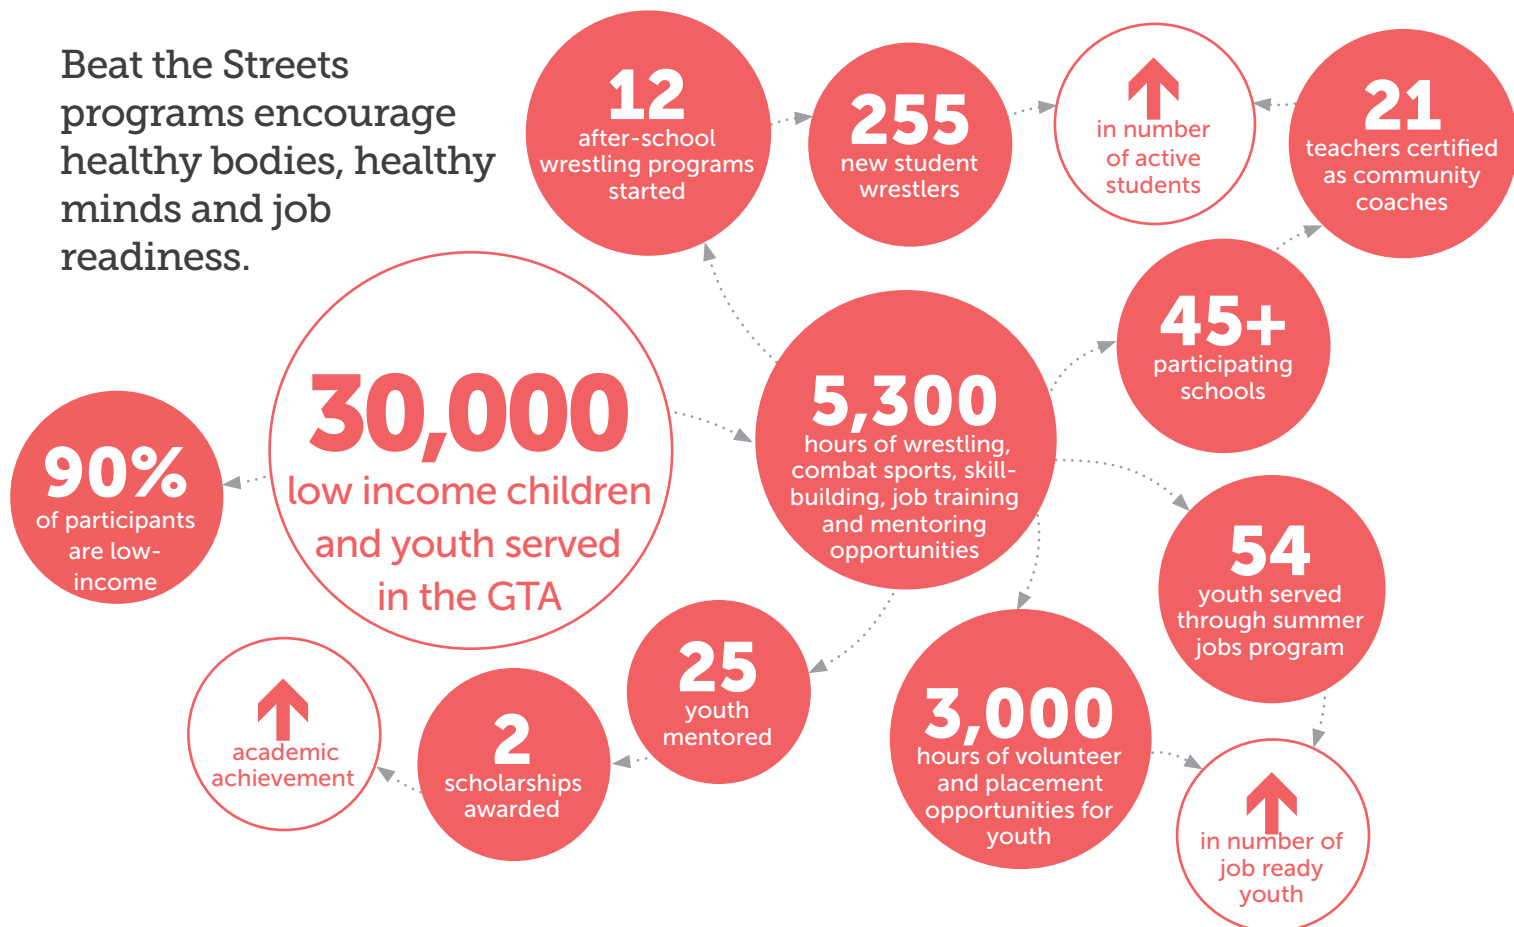 Beat the Streets
programs encourage
healthy bodies, healthy
minds and job
readiness.
12
after-school
wrestling programs
started
255
new student
wrestlers
in number
of active
students
21
teachers certified
as community
coaches
45+
participating
schools
30,000
low income children
and youth served
in the GTA
90%
of participants
are low-
income
5,300
hours of wrestling,
combat sports, skill-
building, job training
and mentoring
opportunities
54
youth served
through summer
jobs program
25
youth
mentored
2
scholarships
awarded
academic
achievement
3,000
hours of volunteer
and placement
opportunities for
youth
in number of
job ready
youth